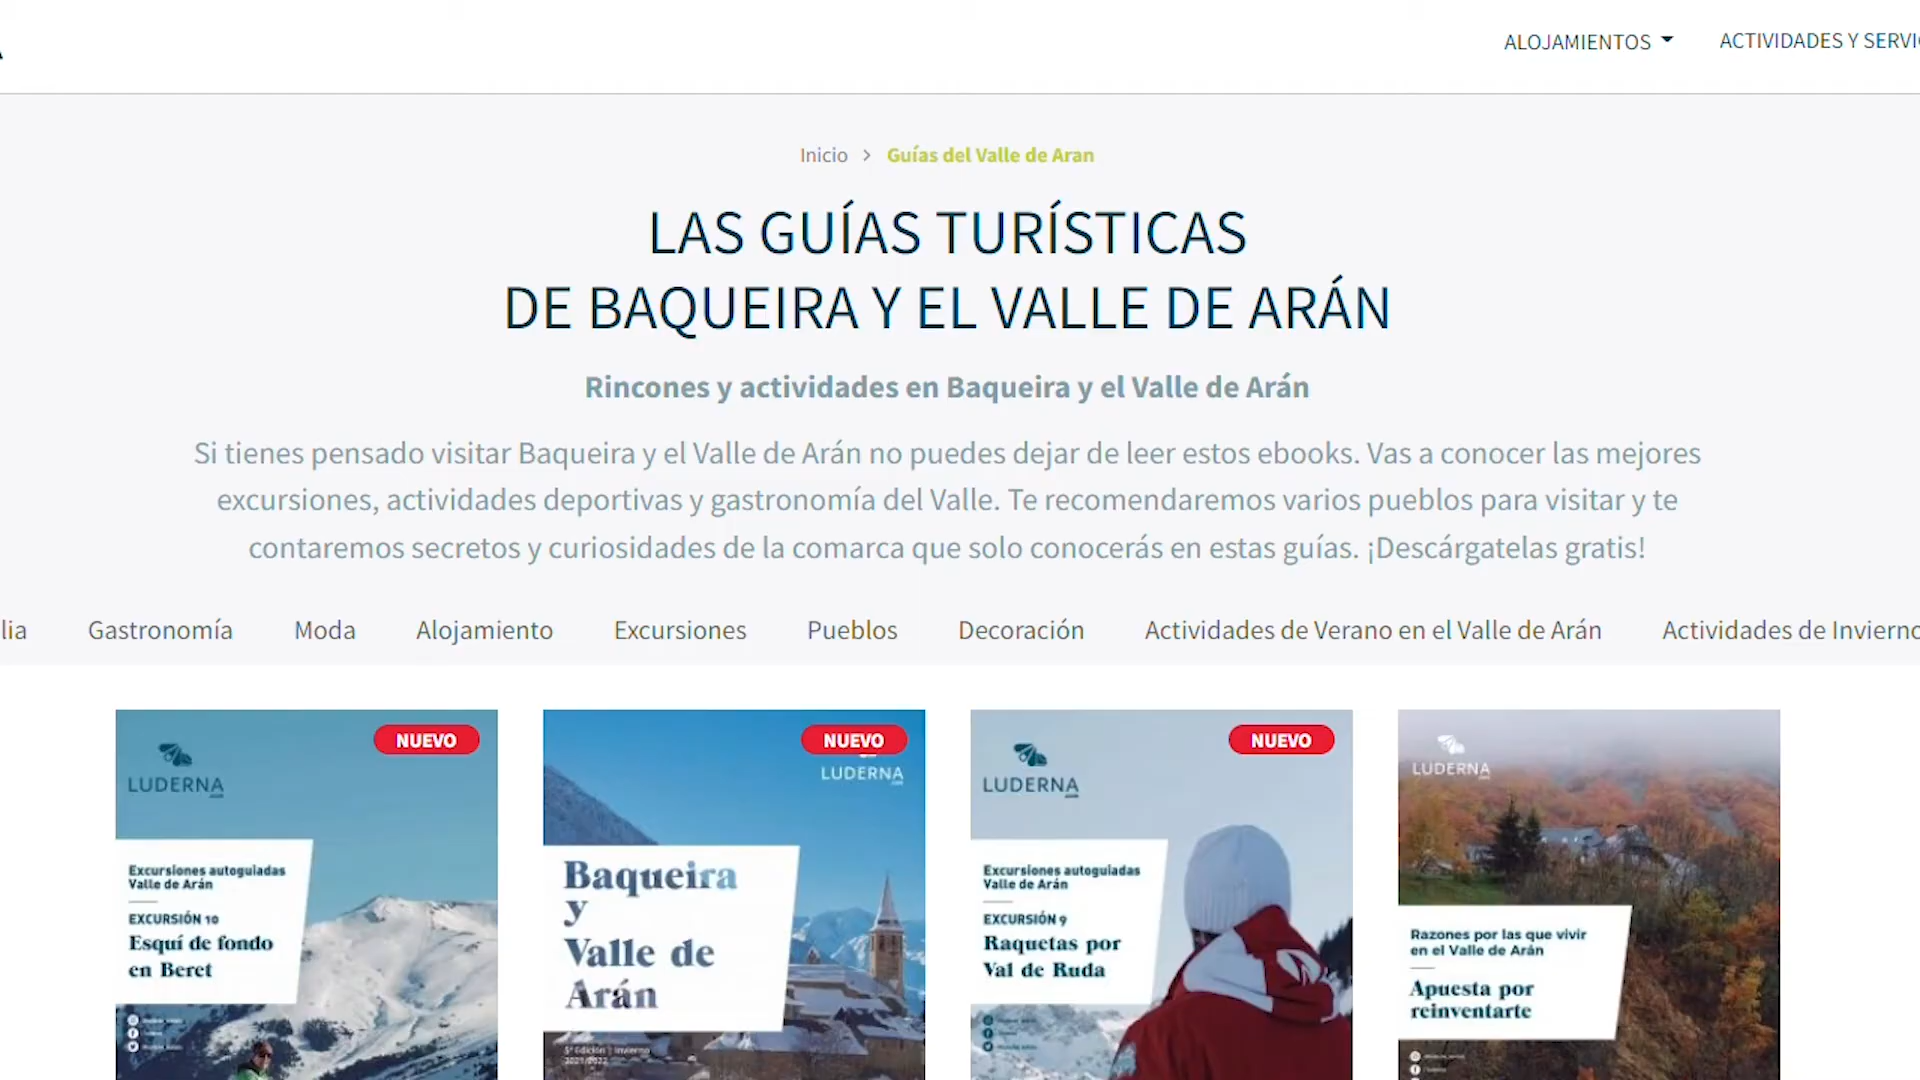 ALOJAMIENTOS
ACTIVIDADES Y SERVI
Inicio > Guías del Valle de Aran
LAS GUÍAS TURÍSTICAS
DE BAQUEIRA Y EL VALLE DE ARÁN
Rincones y actividades en Baqueira y el Valle de Arán
Si tienes pensado visitar Baqueira y el Valle de Arán no puedes dejar de leer estos ebooks. Vas a conocer las mejores
excursiones, actividades deportivas y gastronomía del Valle. Te recomendaremos varios pueblos para visitar y te
contaremos secretos y curiosidades de la comarca que solo conocerás en estas guías. ¡Descárgatelas gratis!
lia Gastronomía Moda Alojamiento Excursiones Pueblos Decoración Actividades de Verano en el Valle de Arán Actividades de Invierno
NUEVO
LUDERNA
Excursiones autoguiadas
Valle de Arán
EXCURSIÓN 10
Esquí de fondo
en Beret
NUEVO
LUDERNA
Baqueira
y
Valle de
Arán
5ª Edición | Invierno
2021/2022
NUEVO
LUDERNA
Excursiones autoguiadas
Valle de Arán
EXCURSIÓN 9
Raquetas por
Val de Ruda
LUDERNA
Razones por las que vivir
en el Valle de Arán
Apuesta por
reinventarte